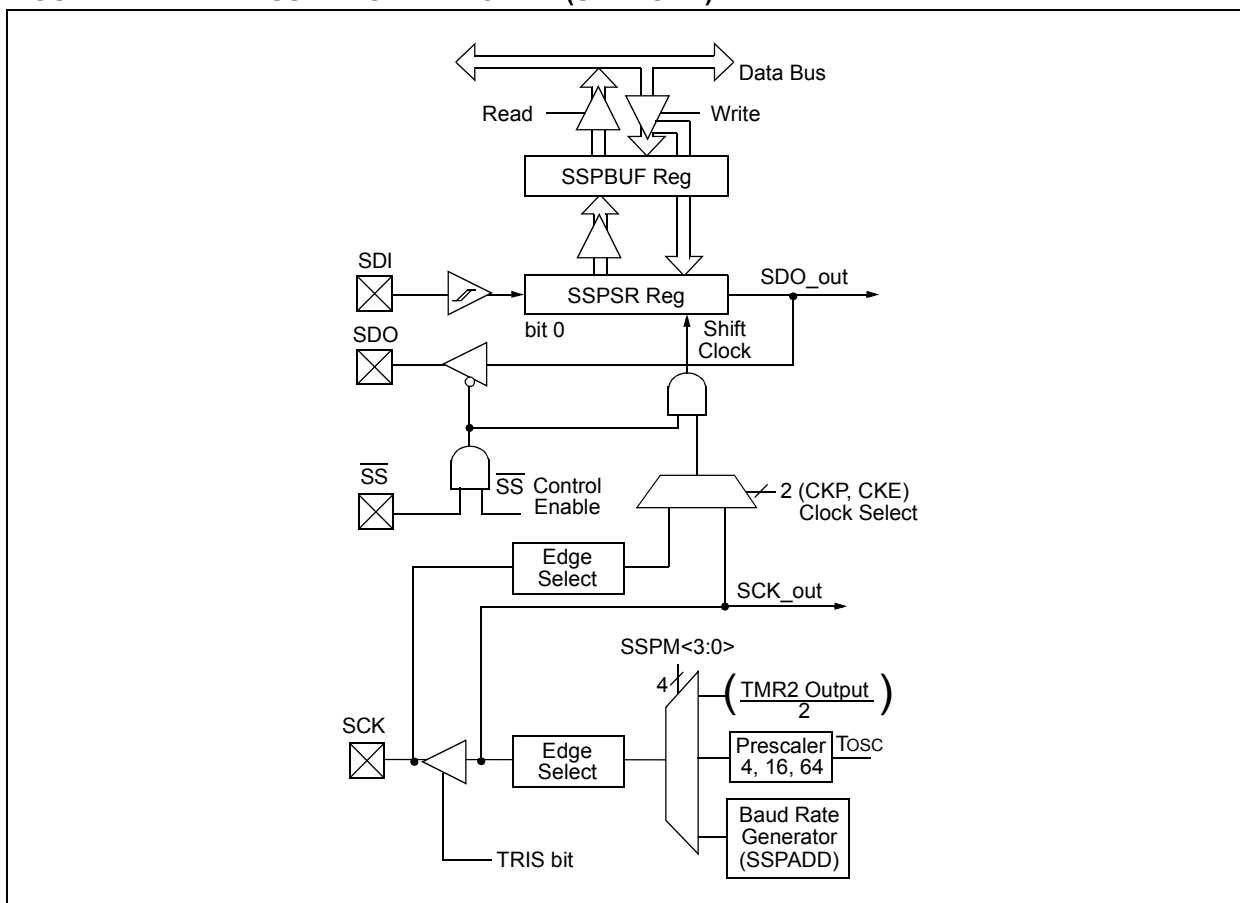 Data Bus
Read
Write
SSPBUF Reg
SDI
SSPSR Reg
SDO_out
bit 0
Shift
Clock
SDO
SS
SS Control
Enable
2 (CKP, CKE)
Clock Select
Edge
Select
SCK_out
SSPM<3:0>
4
(TMR2 Output)
2
SCK
Edge
Select
Prescaler
4, 16, 64
TOSC
Baud Rate
Generator
(SSPADD)
TRIS bit